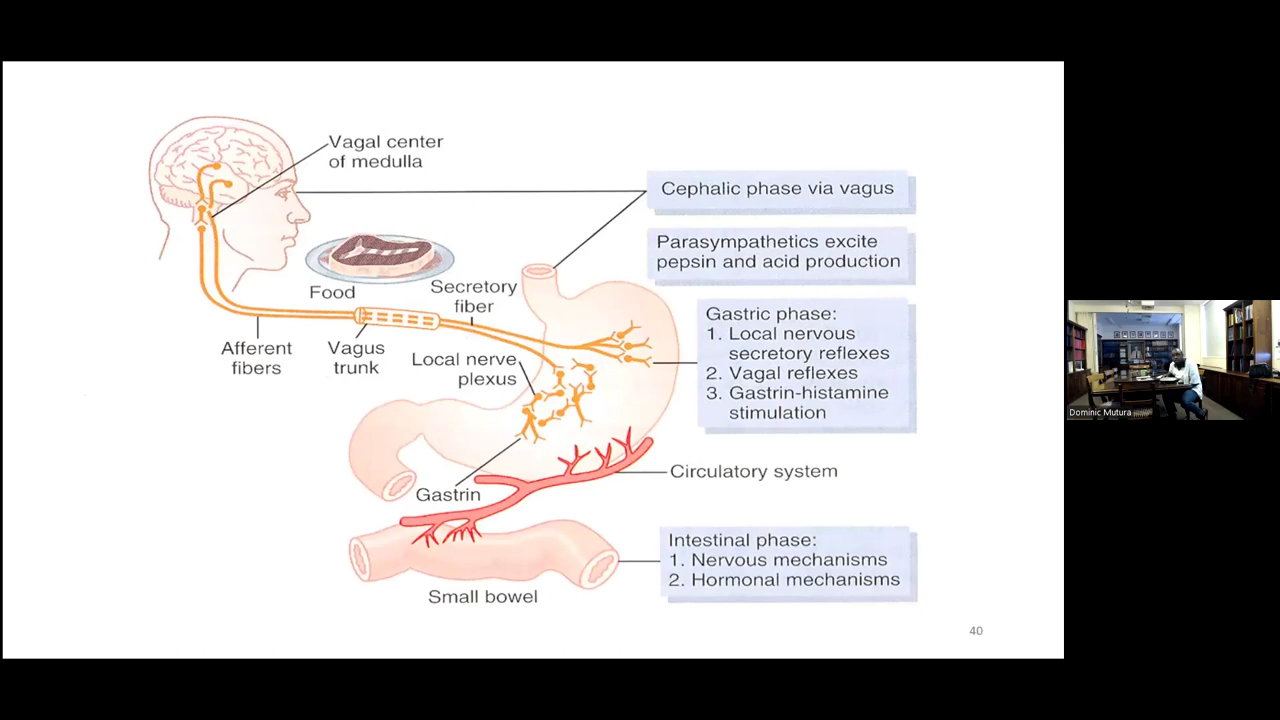 Vagal center
of medulla
Cephalic phase via vagus
Parasympathetics excite
pepsin and acid production
Food
Secretory
fiber
Gastric phase:
1. Local nervous
secretory reflexes
2. Vagal reflexes
3. Gastrin-histamine
stimulation
Afferent
fibers
Vagus
trunk
Local nerve
plexus
Circulatory system
Gastrin
Intestinal phase:
1. Nervous mechanisms
2. Hormonal mechanisms
Small bowel
40
Dominic Mutura